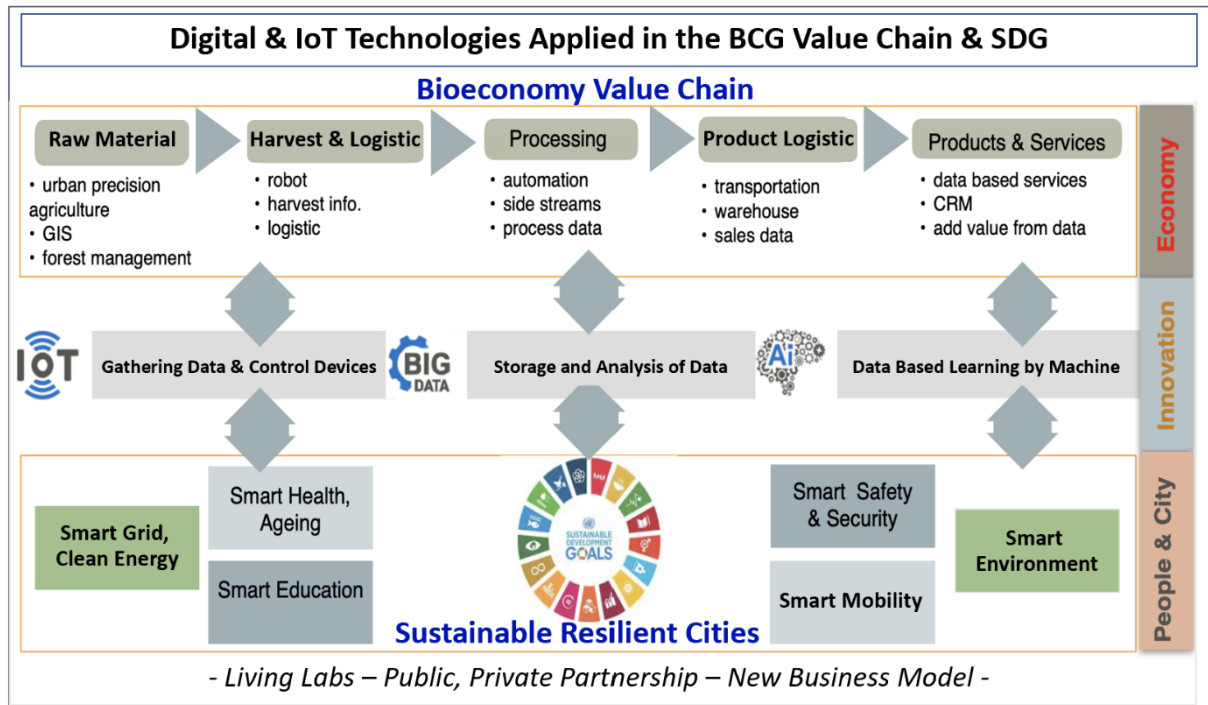 Digital & IoT Technologies Applied in the BCG Value Chain & SDG
Bioeconomy Value Chain
Raw Material
• urban precision
agriculture
• GIS
• forest management
Harvest & Logistic
• robot
• harvest info.
• logistic
Processing
• automation
• side streams
• process data
Product Logistic
• transportation
• warehouse
• sales data
Products & Services
• data based services
• CRM
• add value from data
Economy
IOT
Gathering Data & Control Devices
BIG
DATA
Storage and Analysis of Data
Ai
Data Based Learning by Machine
Innovation
Smart Grid,
Clean Energy
Smart Health,
Ageing
Smart Education
SUSTAINABLE
DEVELOPMENT
GOALS
Smart Safety
& Security
Smart Mobility
Smart
Environment
People & City
Sustainable Resilient Cities
- Living Labs – Public, Private Partnership – New Business Model -